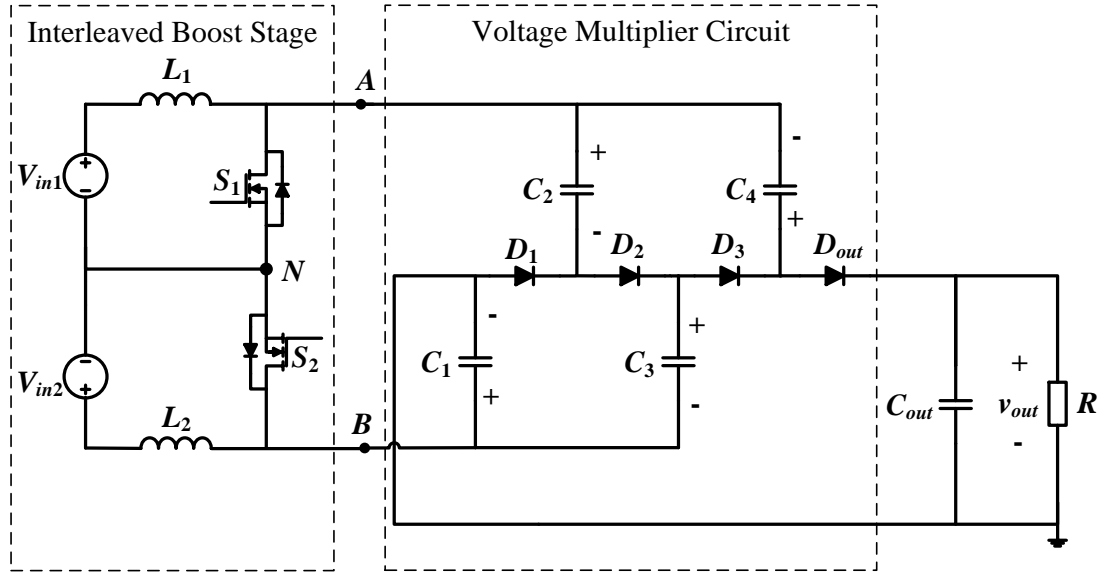 Interleaved Boost Stage
Voltage Multiplier Circuit
L1
A
Vin1
+
-
S1
C2
+
-
C4
-
+
N
D1
D2
D3
Dout
Vin2
-
+
S2
C1
-
+
C3
+
-
Cout
+
vout
-
R
L2
B